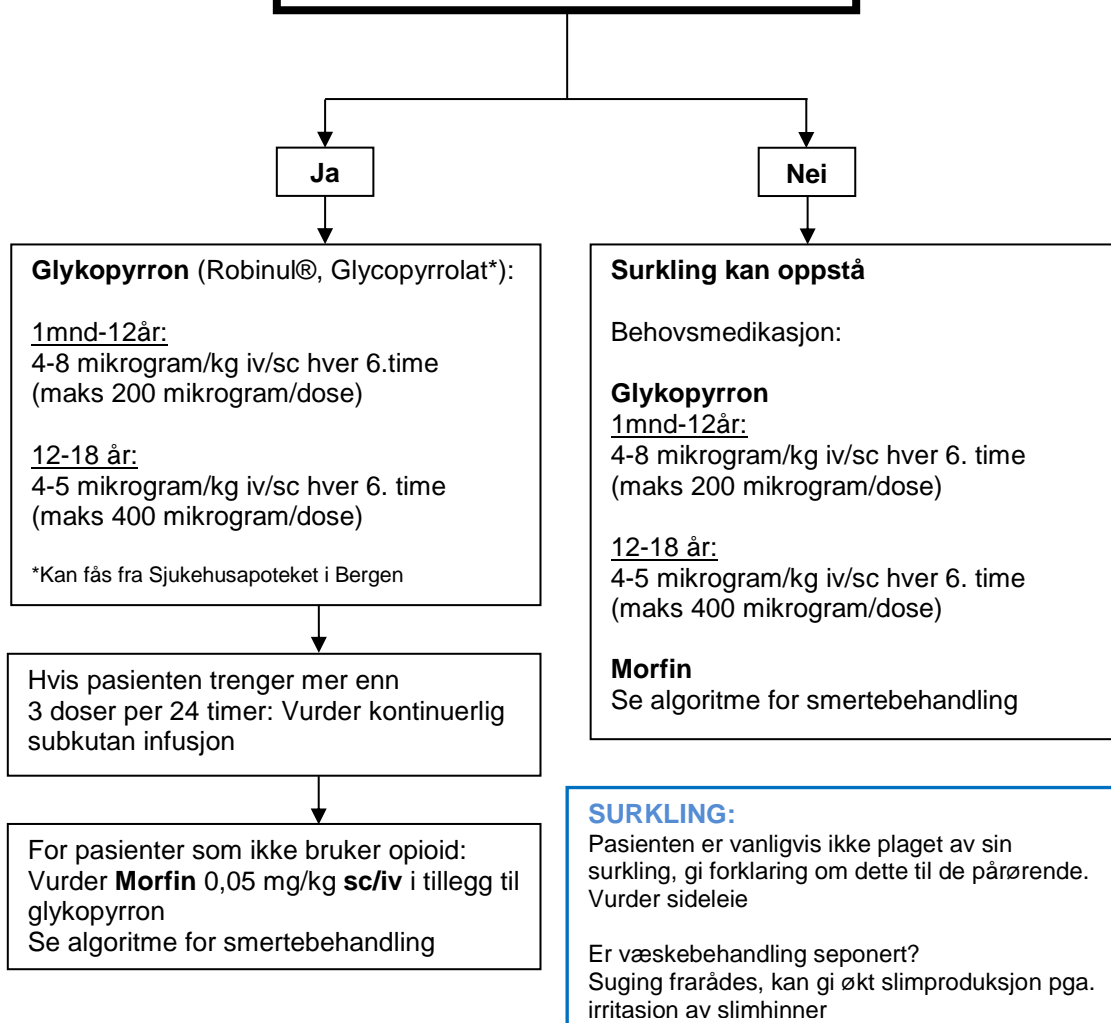 Ja
Nei
Glykopyrron (Robinul®, Glycopyrrolat*):
1mnd-12år:
4-8 mikrogram/kg iv/sc hver 6.time
(maks 200 mikrogram/dose)
12-18 år:
4-5 mikrogram/kg iv/sc hver 6. time
(maks 400 mikrogram/dose)
*Kan fås fra Sjukehusapoteket i Bergen
Hvis pasienten trenger mer enn
3 doser per 24 timer: Vurder kontinuerlig
subkutan infusjon
For pasienter som ikke bruker opioid:
Vurder Morfin 0,05 mg/kg sc/iv i tillegg til
glykopyrron
Se algoritme for smertebehandling
Surkling kan oppstå
Behovsmedikasjon:
Glykopyrron
1mnd-12år:
4-8 mikrogram/kg iv/sc hver 6. time
(maks 200 mikrogram/dose)
12-18 år:
4-5 mikrogram/kg iv/sc hver 6. time
(maks 400 mikrogram/dose)
Morfin
Se algoritme for smertebehandling
SURKLING:
Pasienten er vanligvis ikke plaget av sin
surkling, gi forklaring om dette til de pårørende.
Vurder sideleie
Er væskebehandling seponert?
Suging frarådes, kan gi økt slimproduksjon pga.
irritasion av slimhinner